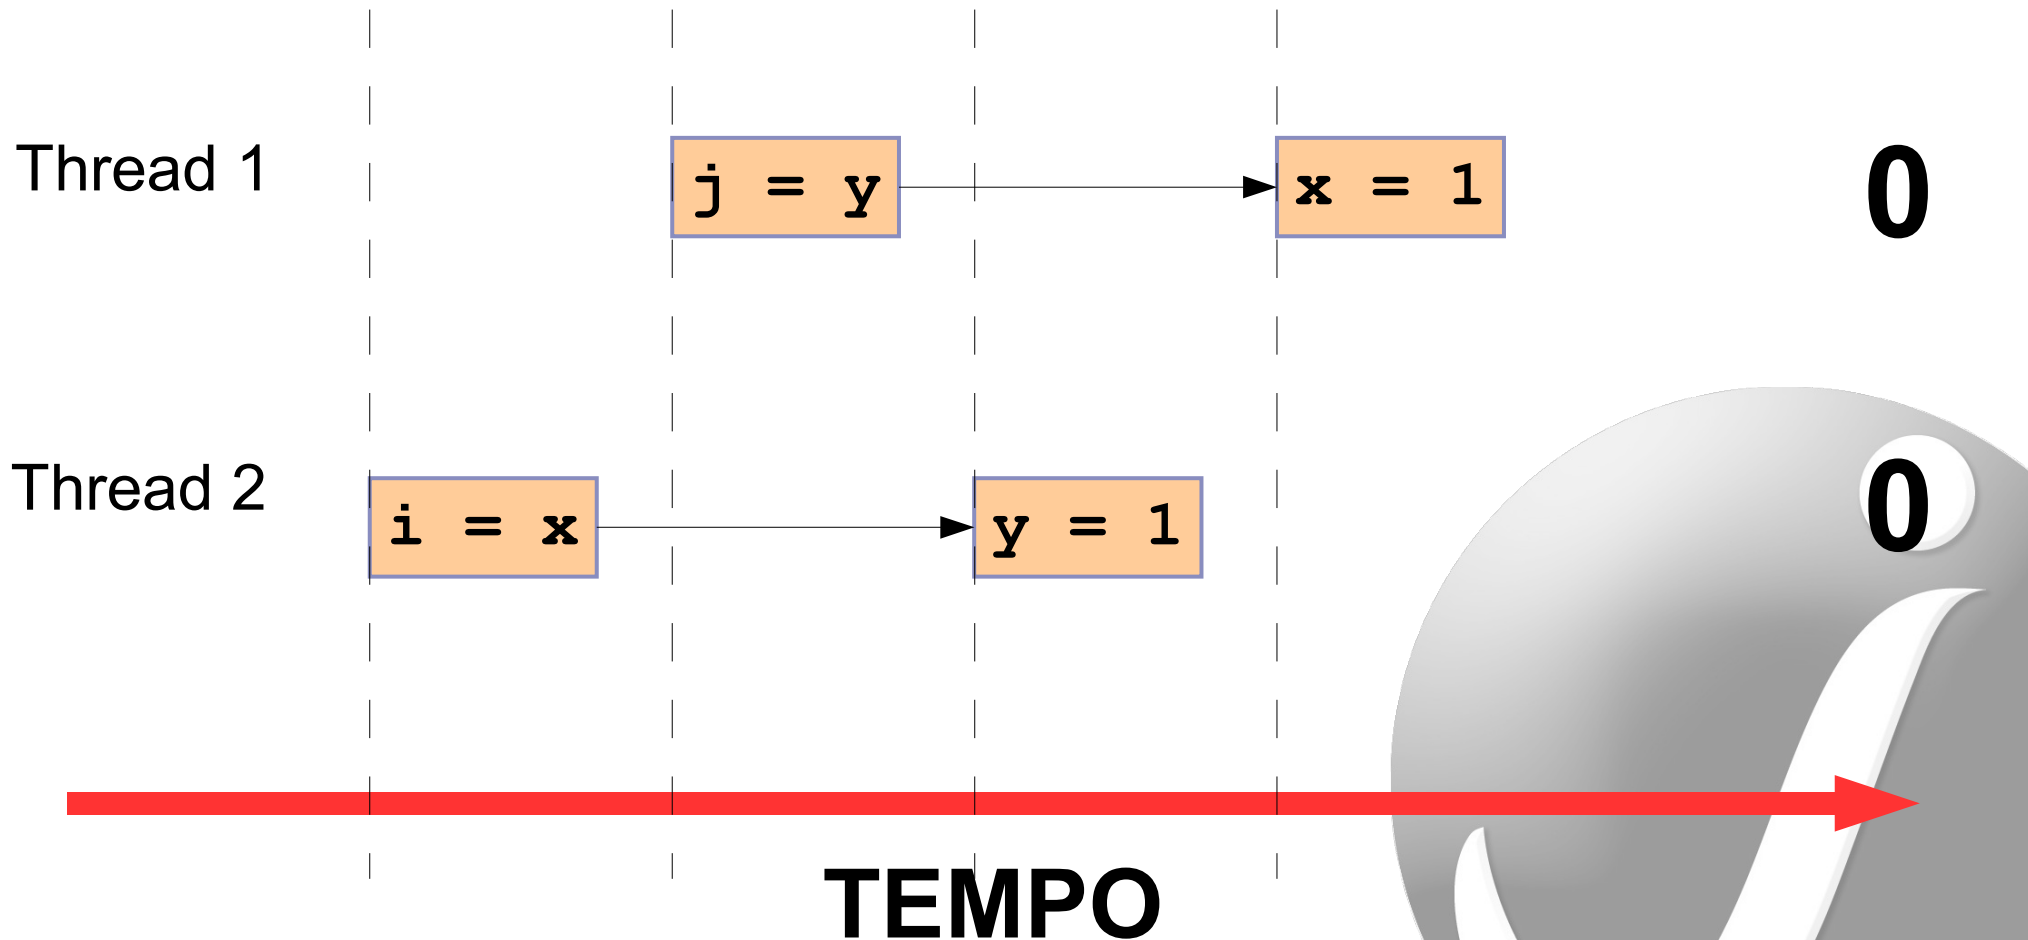 Thread 1
j = y
x = 1
0
Thread 2
i = x
y = 1
0
TEMPO